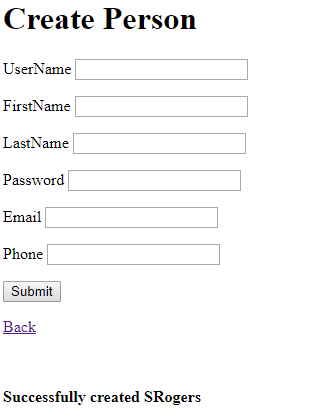 Create Person
UserName
FirstName
LastName
Password
Email
Phone
Submit
Back
Successfully created SRogers